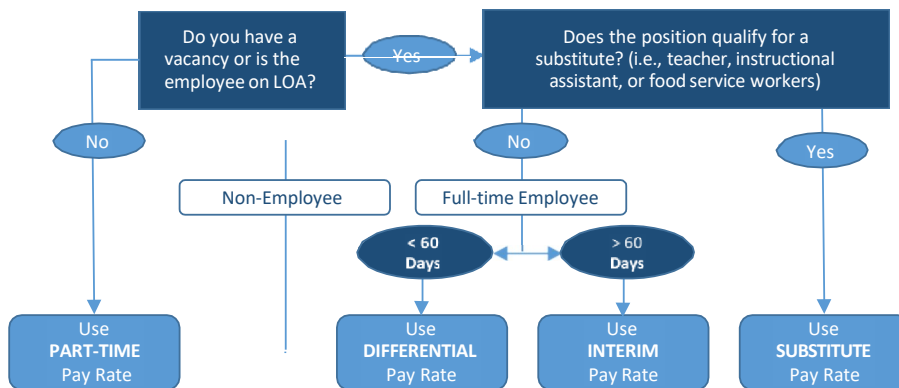 Do you have a
vacancy or is the
employee on LOA?
Yes
Does the position qualify for a
substitute? (i.e., teacher, instructional
assistant, or food service workers)
No
No
Yes
Non-Employee
Full-time Employee
< 60
Days
> 60
Days
Use
PART-TIME
Pay Rate
Use
DIFFERENTIAL
Pay Rate
Use
INTERIM
Pay Rate
Use
SUBSTITUTE
Pay Rate